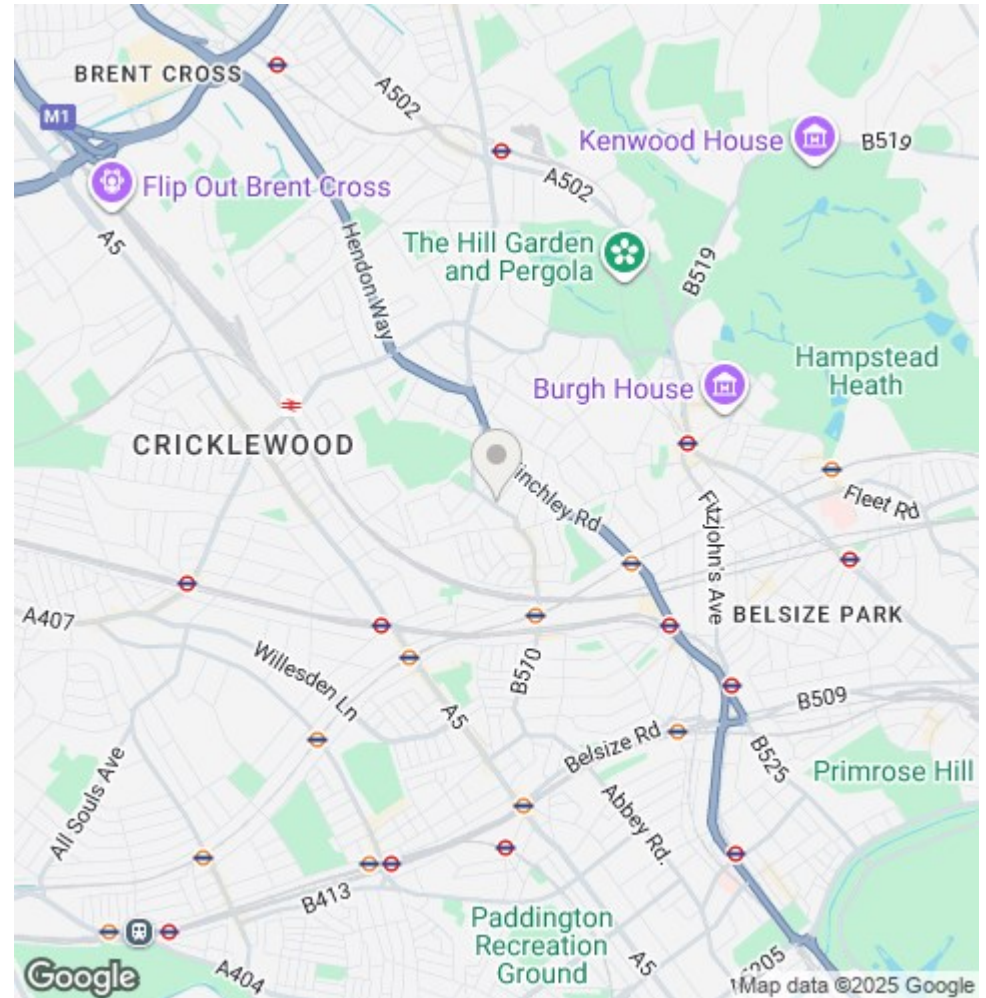 BRENT CROSS
A502
M1
Kenwood House
B519
Flip Out Brent Cross
A502
A5
Hendon Way
The Hill Garden
and Pergola
B519
Hampstead
Heath
Burgh House
CRICKLEWOOD
inchley Rd
Fleet Rd
Fitzjohn's Ave
A407
BELSIZE PARK
Willesden Ln
B510
A5
B509
Belsize Rd
B525
Primrose Hill
All Souls Ave
Abbey Rd.
B413
Paddington
Recreation
Ground
A5
5205
A404
Google
Map data ©2025 Google